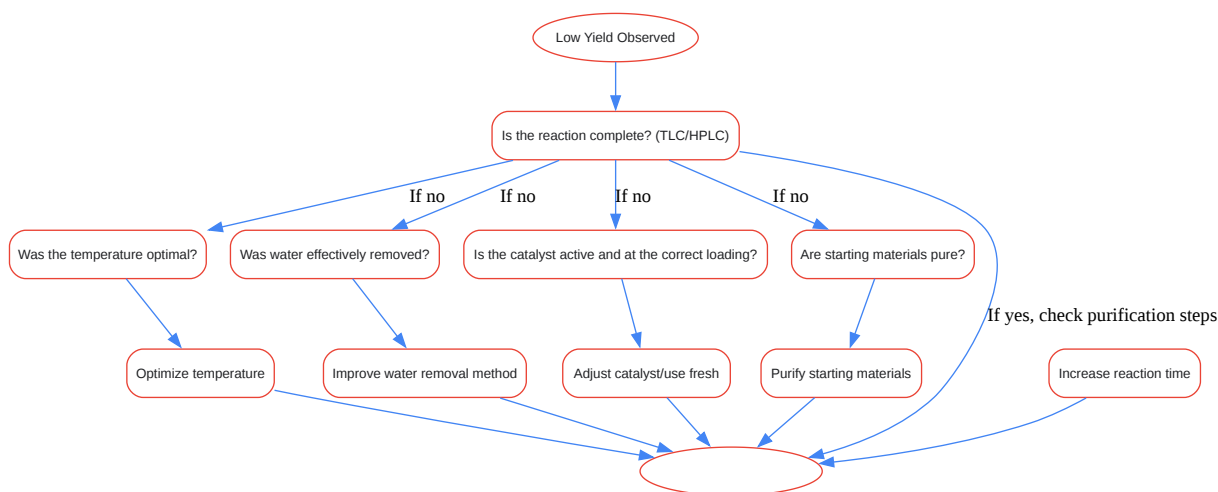 Low Yield Observed
Is the reaction complete? (TLC/HPLC)
If no
If no
If no
If no
Was the temperature optimal?
Was water effectively removed?
Is the catalyst active and at the correct loading?
Are starting materials pure?
If yes, check purification steps
Optimize temperature
Improve water removal method
Adjust catalyst/use fresh
Purify starting materials
Increase reaction time